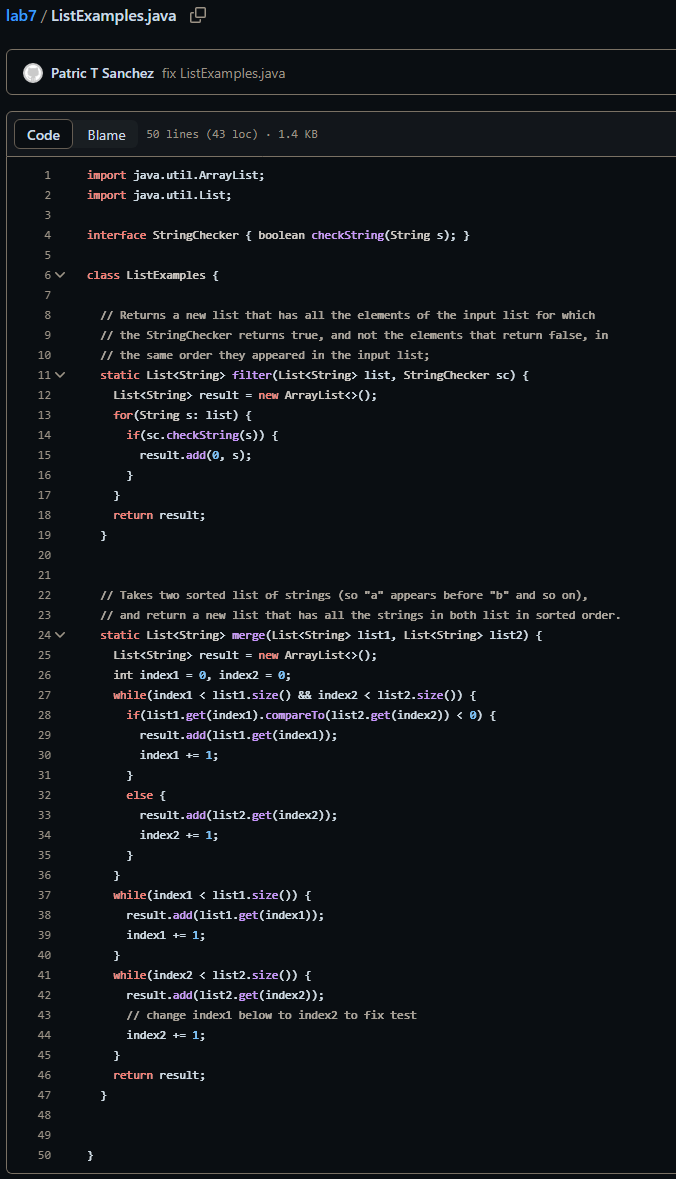 lab7 / ListExamples.java
Patric T Sanchez fix ListExamples.java
Code Blame 50 lines (43 loc) · 1.4 KB
1 import java.util.ArrayList;
2 import java.util.List;
3
4 interface StringChecker { boolean checkString(String s); }
5
6 class ListExamples {
7
8 // Returns a new list that has all the elements of the input list for which
9 // the StringChecker returns true, and not the elements that return false, in
10 // the same order they appeared in the input list;
11 static List<String> filter(List<String> list, StringChecker sc) {
12 List<String> result = new ArrayList<>();
13 for(String s: list) {
14 if(sc.checkString(s)) {
15 result.add(0, s);
16 }
17 }
18 return result;
19 }
20
21
22 // Takes two sorted list of strings (so "a" appears before "b" and so on),
23 // and return a new list that has all the strings in both list in sorted order.
24 static List<String> merge(List<String> list1, List<String> list2) {
25 List<String> result = new ArrayList<>();
26 int index1 = 0, index2 = 0;
27 while(index1 < list1.size() && index2 < list2.size()) {
28 if(list1.get(index1).compareTo(list2.get(index2)) < 0) {
29 result.add(list1.get(index1));
30 index1 += 1;
31 }
32 else {
33 result.add(list2.get(index2));
34 index2 += 1;
35 }
36 }
37 while(index1 < list1.size()) {
38 result.add(list1.get(index1));
39 index1 += 1;
40 }
41 while(index2 < list2.size()) {
42 result.add(list2.get(index2));
43 // change index1 below to index2 to fix test
44 index2 += 1;
45 }
46 return result;
47 }
48
49
50 }